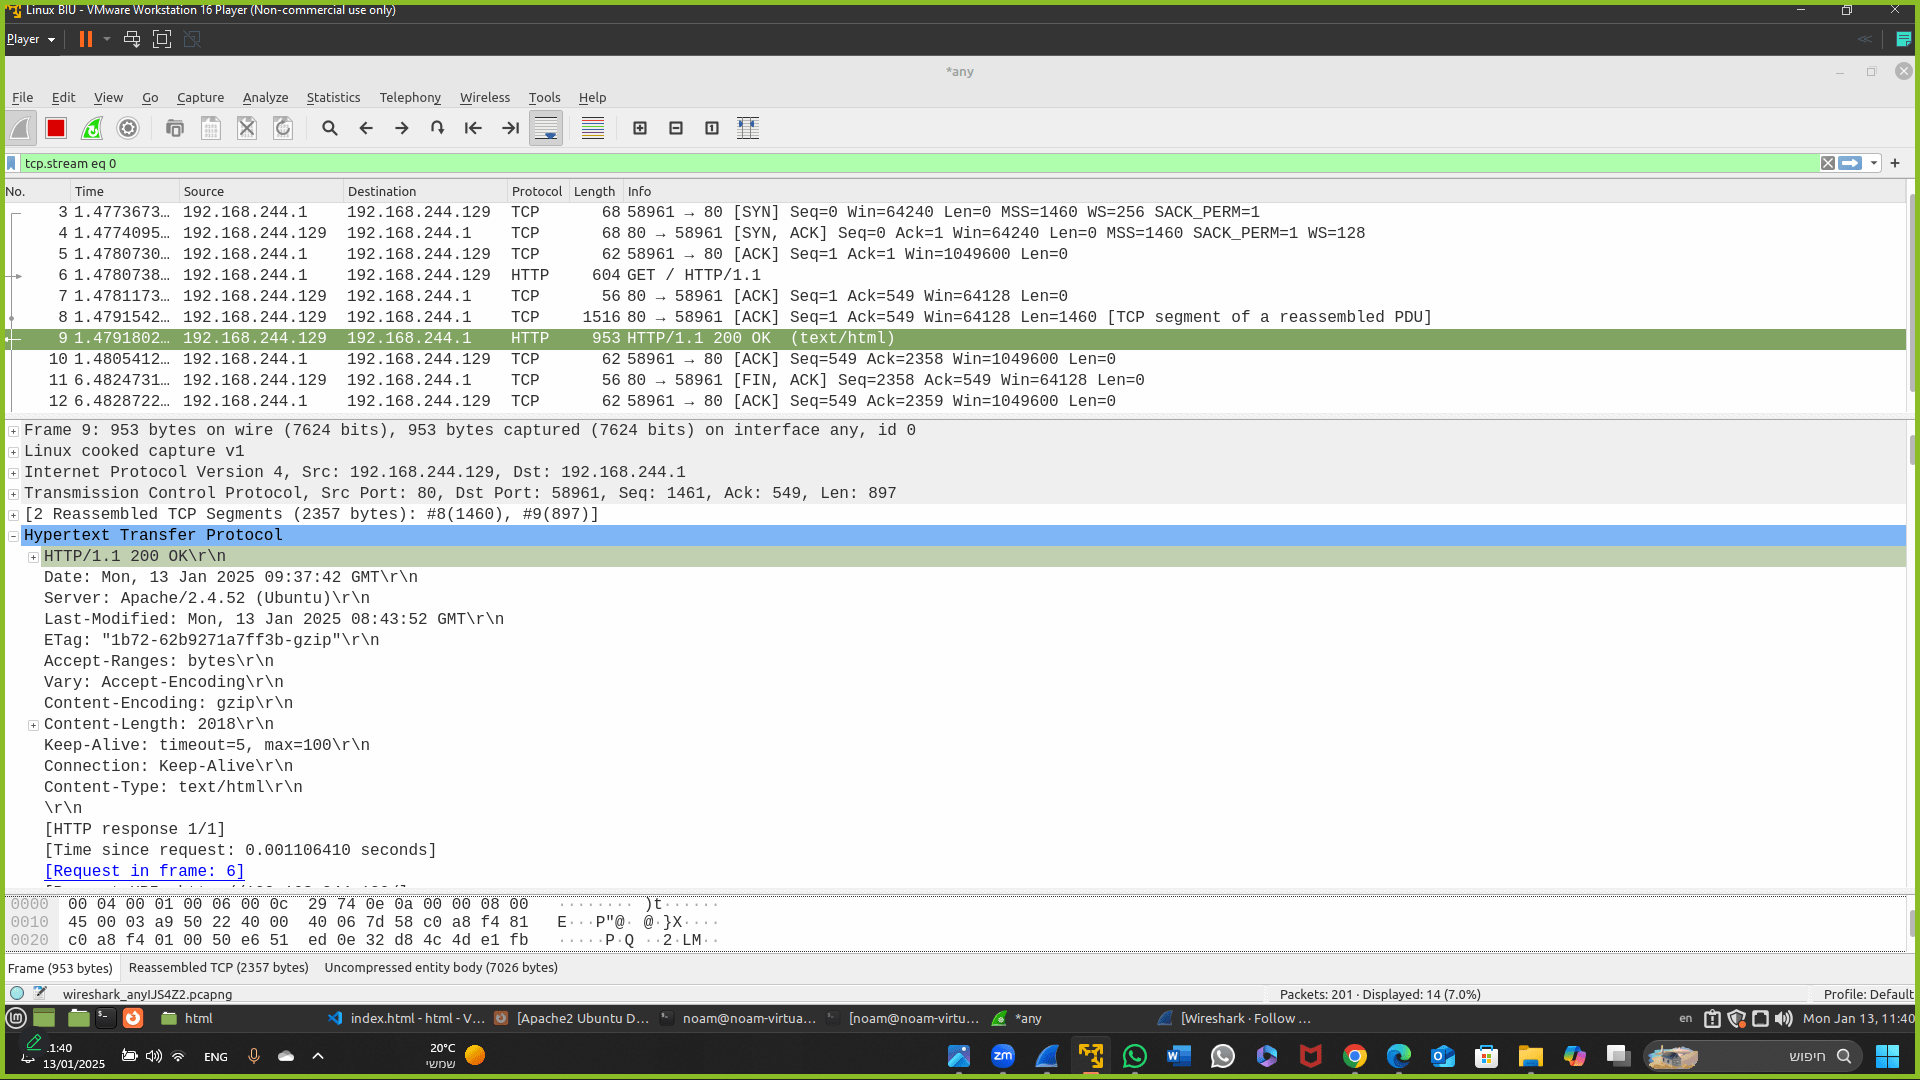 Linux BIU - VMware Workstation 16 Player (Non-commercial use only)
Player
*any
File Edit View Go Capture Analyze Statistics Telephony Wireless Tools Help
tcp.stream eq 0
No. Time Source Destination Protocol Length Info
3 1.4773673… 192.168.244.1 192.168.244.129 TCP 68 58961 → 80 [SYN] Seq=0 Win=64240 Len=0 MSS=1460 WS=256 SACK_PERM=1
4 1.4774095… 192.168.244.129 192.168.244.1 TCP 68 80 → 58961 [SYN, ACK] Seq=0 Ack=1 Win=64240 Len=0 MSS=1460 SACK_PERM=1 WS=128
5 1.4780730… 192.168.244.1 192.168.244.129 TCP 62 58961 → 80 [ACK] Seq=1 Ack=1 Win=1049600 Len=0
6 1.4780738… 192.168.244.1 192.168.244.129 HTTP 604 GET / HTTP/1.1
7 1.4781173… 192.168.244.129 192.168.244.1 TCP 56 80 → 58961 [ACK] Seq=1 Ack=549 Win=64128 Len=0
8 1.4791542… 192.168.244.129 192.168.244.1 TCP 1516 80 → 58961 [ACK] Seq=1 Ack=549 Win=64128 Len=1460 [TCP segment of a reassembled PDU]
9 1.4791802… 192.168.244.129 192.168.244.1 HTTP 953 HTTP/1.1 200 OK (text/html)
10 1.4805412… 192.168.244.1 192.168.244.129 TCP 62 58961 → 80 [ACK] Seq=549 Ack=2358 Win=1049600 Len=0
11 6.4824731… 192.168.244.129 192.168.244.1 TCP 56 80 → 58961 [FIN, ACK] Seq=2358 Ack=549 Win=64128 Len=0
12 6.4828722… 192.168.244.1 192.168.244.129 TCP 62 58961 → 80 [ACK] Seq=549 Ack=2359 Win=1049600 Len=0
Frame 9: 953 bytes on wire (7624 bits), 953 bytes captured (7624 bits) on interface any, id 0
Linux cooked capture v1
Internet Protocol Version 4, Src: 192.168.244.129, Dst: 192.168.244.1
Transmission Control Protocol, Src Port: 80, Dst Port: 58961, Seq: 1461, Ack: 549, Len: 897
[2 Reassembled TCP Segments (2357 bytes): #8(1460), #9(897)]
Hypertext Transfer Protocol
HTTP/1.1 200 OK\r\n
Date: Mon, 13 Jan 2025 09:37:42 GMT\r\n
Server: Apache/2.4.52 (Ubuntu)\r\n
Last-Modified: Mon, 13 Jan 2025 08:43:52 GMT\r\n
ETag: "1b72-62b9271a7ff3b-gzip"\r\n
Accept-Ranges: bytes\r\n
Vary: Accept-Encoding\r\n
Content-Encoding: gzip\r\n
Content-Length: 2018\r\n
Keep-Alive: timeout=5, max=100\r\n
Connection: Keep-Alive\r\n
Content-Type: text/html\r\n
\r\n
[HTTP response 1/1]
[Time since request: 0.001106410 seconds]
[Request in frame: 6]
0000 00 04 00 01 00 06 00 0c 29 74 0e 0a 00 00 08 00 ········ )t······
0010 45 00 03 a9 50 22 40 00 40 06 7d 58 c0 a8 f4 81 E···P"@· @·}X····
0020 c0 a8 f4 01 00 50 e6 51 ed 0e 32 d8 4c 4d e1 fb ·····P·Q ··2·LM··
Frame (953 bytes) Reassembled TCP (2357 bytes) Uncompressed entity body (7026 bytes)
wireshark_anyIJS4Z2.pcapng Packets: 201 · Displayed: 14 (7.0%) Profile: Default
html index.html - html - V… [Apache2 Ubuntu D… noam@noam-virtua… [noam@noam-virtu… *any [Wireshark · Follow … en Mon Jan 13, 11:40
11:40
13/01/2025
ENG
20°C
שמשי
חיפוש